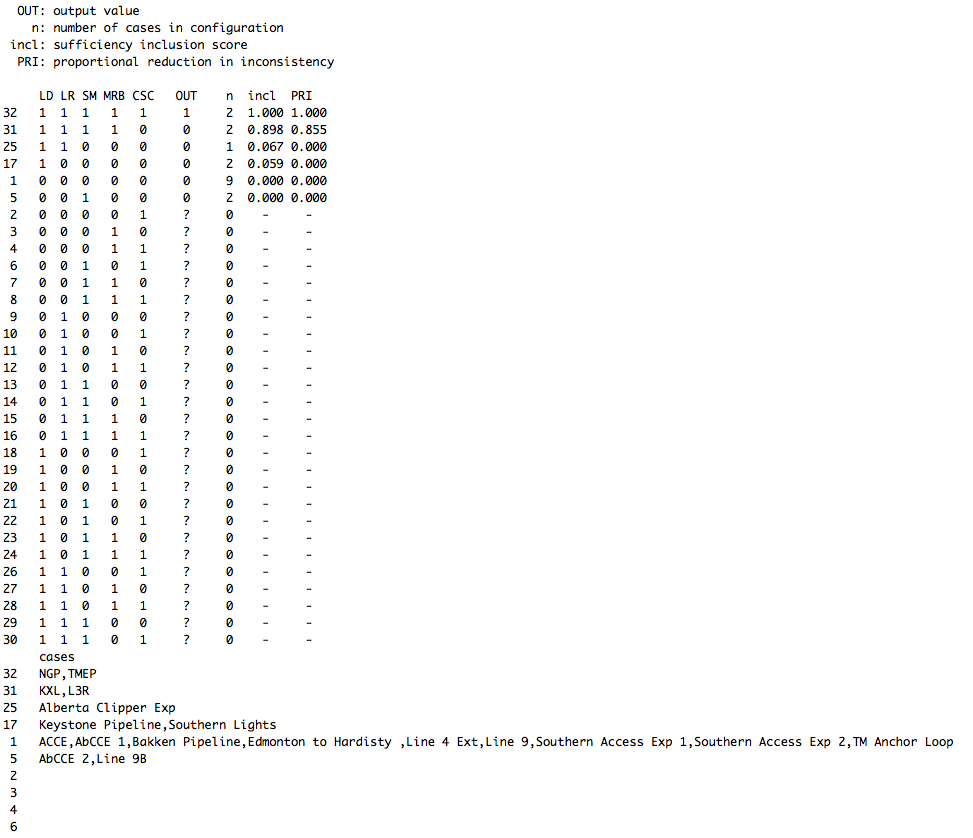 OUT: output value
n: number of cases in configuration
incl: sufficiency inclusion score
PRI: proportional reduction in inconsistency
LD LR SM MRB CSC OUT n incl PRI
32 1 1 1 1 1 1 2 1.000 1.000
31 1 1 1 1 0 0 2 0.898 0.855
25 1 1 0 0 0 0 1 0.067 0.000
17 1 0 0 0 0 0 2 0.059 0.000
1 0 0 0 0 0 0 9 0.000 0.000
5 0 0 1 0 0 0 2 0.000 0.000
2 0 0 0 0 1 ? 0 - -
3 0 0 0 1 0 ? 0 - -
4 0 0 0 1 1 ? 0 - -
6 0 0 1 0 1 ? 0 - -
7 0 0 1 1 0 ? 0 - -
8 0 0 1 1 1 ? 0 - -
9 0 1 0 0 0 ? 0 - -
10 0 1 0 0 1 ? 0 - -
11 0 1 0 1 0 ? 0 - -
12 0 1 0 1 1 ? 0 - -
13 0 1 1 0 0 ? 0 - -
14 0 1 1 0 1 ? 0 - -
15 0 1 1 1 0 ? 0 - -
16 0 1 1 1 1 ? 0 - -
18 1 0 0 0 1 ? 0 - -
19 1 0 0 1 0 ? 0 - -
20 1 0 0 1 1 ? 0 - -
21 1 0 1 0 0 ? 0 - -
22 1 0 1 0 1 ? 0 - -
23 1 0 1 1 0 ? 0 - -
24 1 0 1 1 1 ? 0 - -
26 1 1 0 0 1 ? 0 - -
27 1 1 0 1 0 ? 0 - -
28 1 1 0 1 1 ? 0 - -
29 1 1 1 0 0 ? 0 - -
30 1 1 1 0 1 ? 0 - -
cases
32 NGP,TMEP
31 KXL,L3R
25 Alberta Clipper Exp
17 Keystone Pipeline,Southern Lights
1 ACCE,AbCCE 1,Bakken Pipeline,Edmonton to Hardisty ,Line 4 Ext,Line 9,Southern Access Exp 1,Southern Access Exp 2,TM Anchor Loop
5 AbCCE 2,Line 9B
2
3
4
6